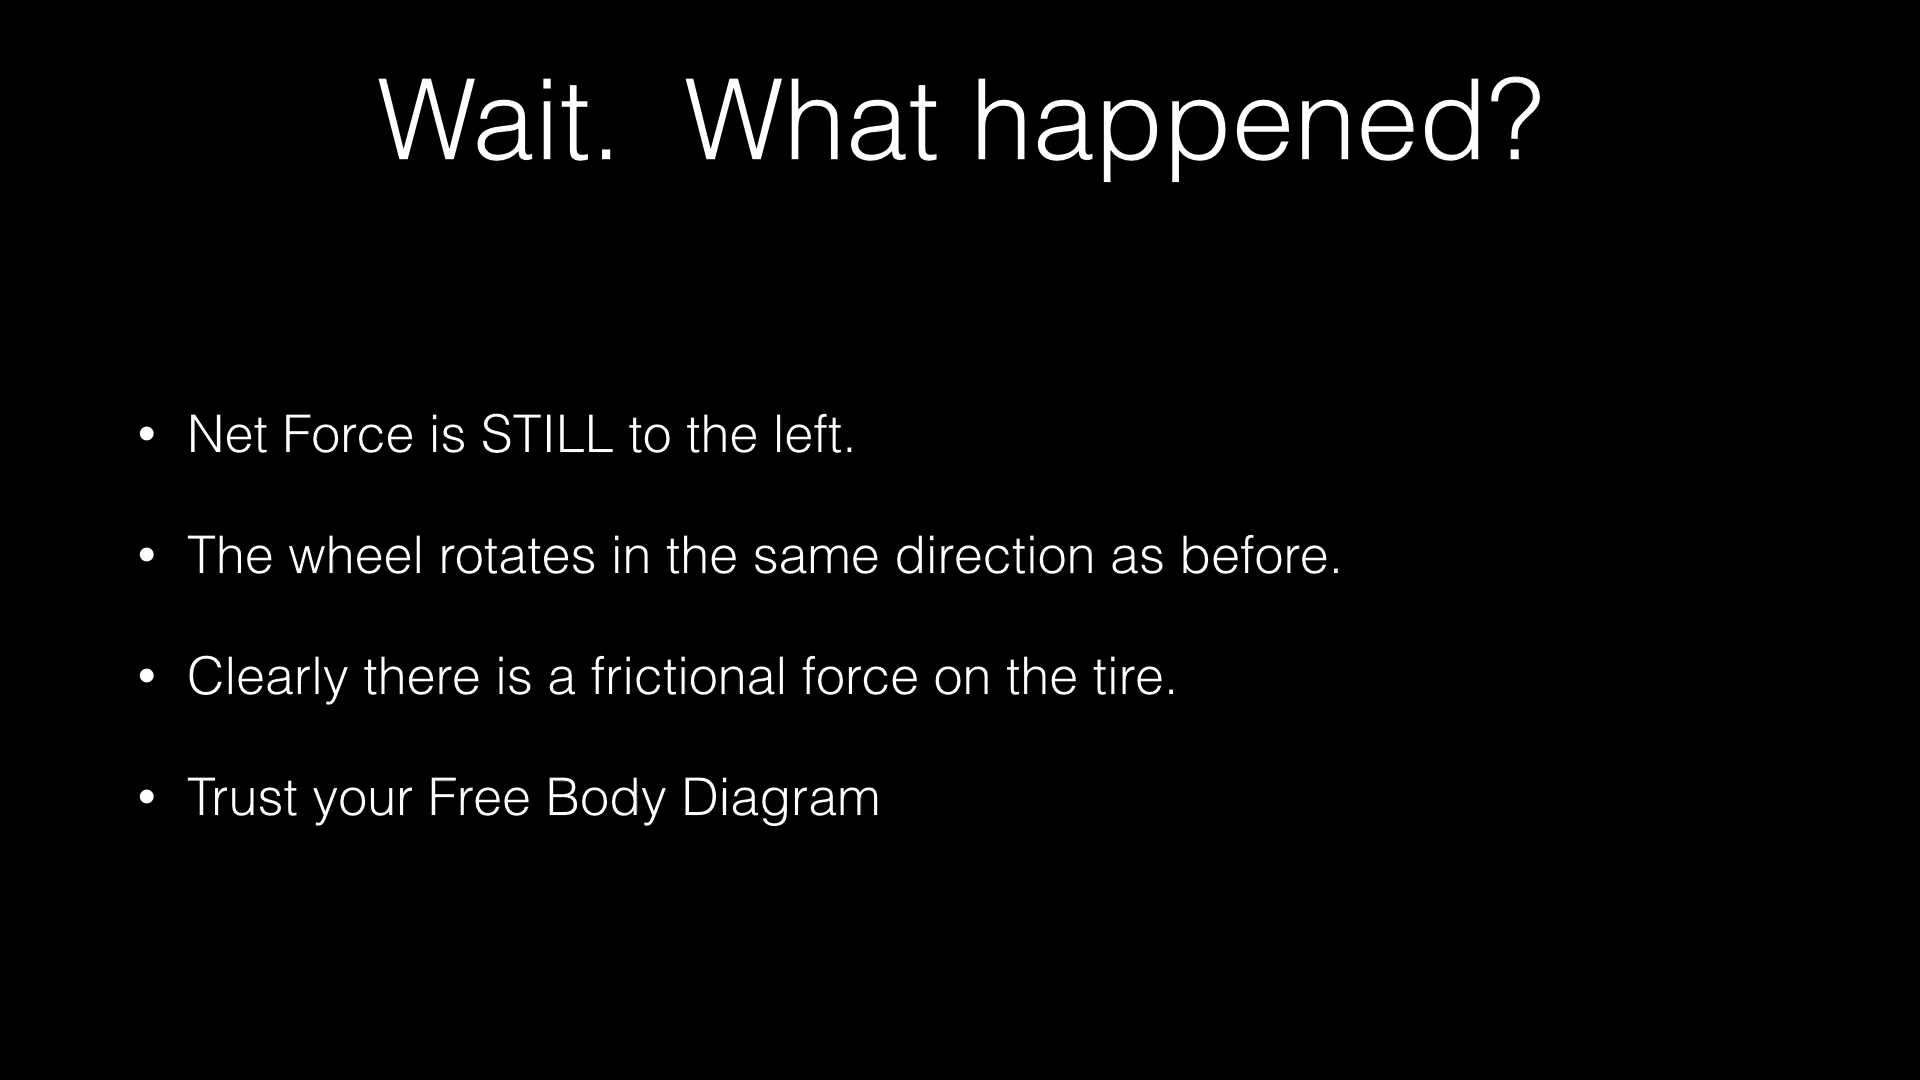 Wait.  What happened?
• Net Force is STILL to the left.
• The wheel rotates in the same direction as before.
• Clearly there is a frictional force on the tire.
• Trust your Free Body Diagram